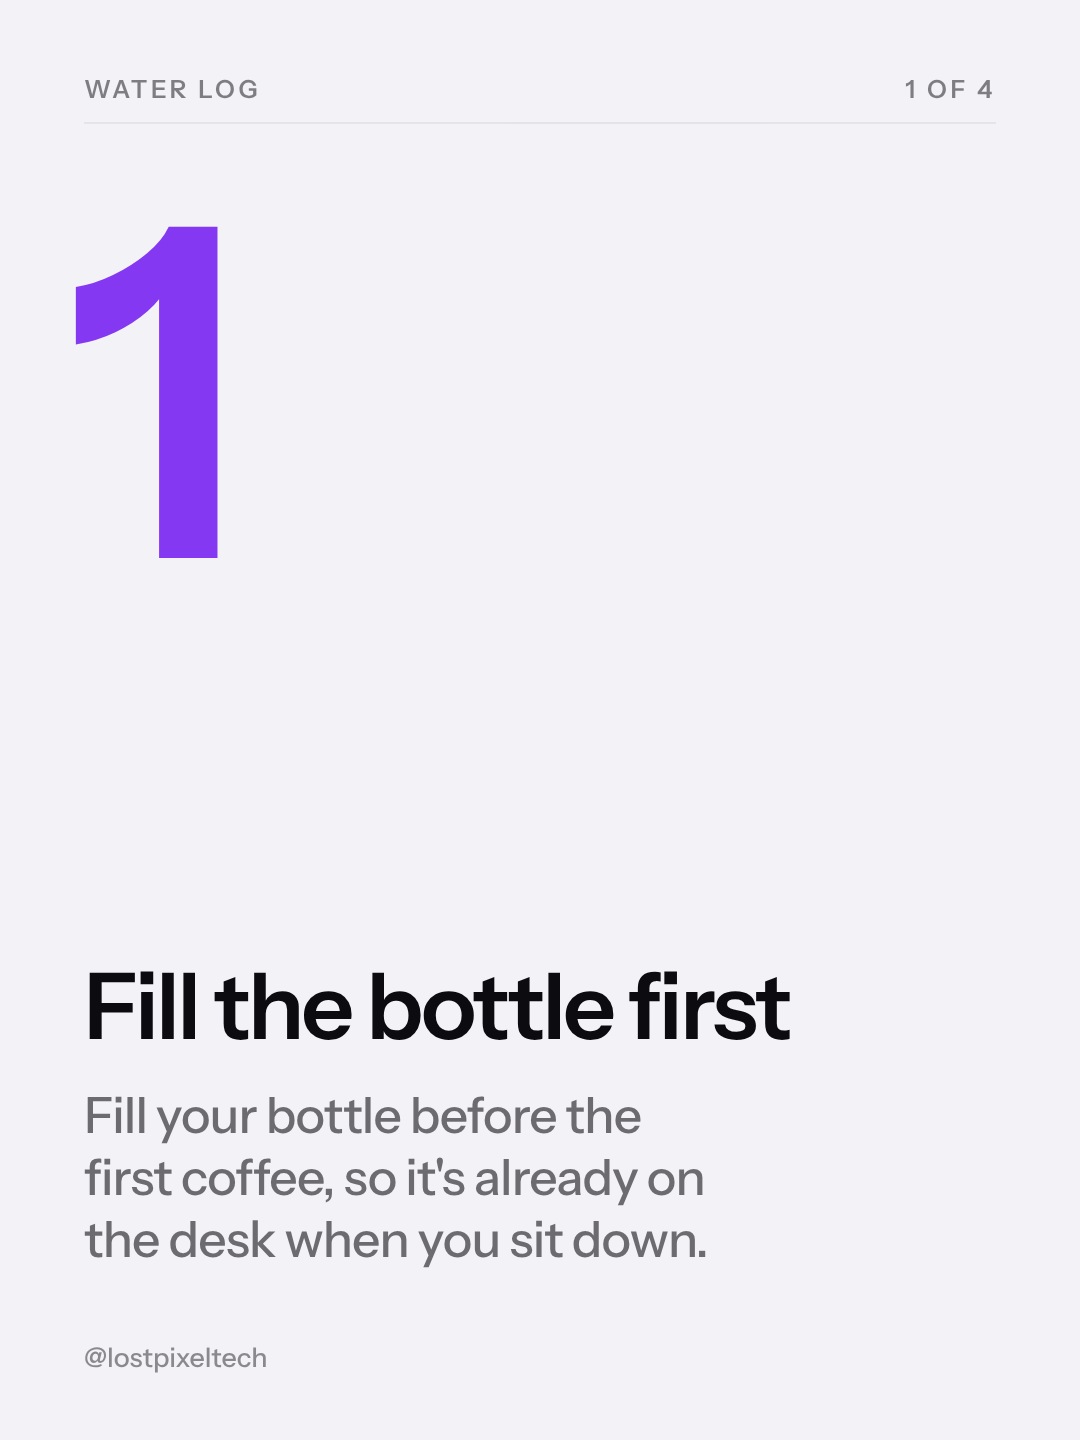 WATER LOG
1 OF 4
1
Fill the bottle first
Fill your bottle before the
first coffee, so it's already on
the desk when you sit down.
@lostpixeltech